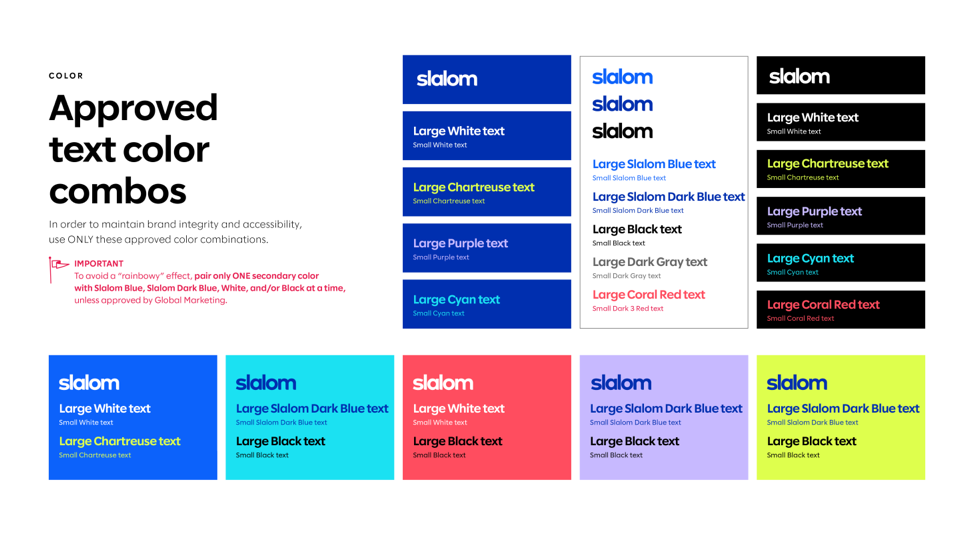 COLOR
Approved
text color
combos
In order to maintain brand integrity and accessibility,
use ONLY these approved color combinations.
IMPORTANT
To avoid a “rainbowy” effect, pair only ONE secondary color
with Slalom Blue, Slalom Dark Blue, White, and/or Black at a time,
unless approved by Global Marketing.
slalom
Large White text
Small White text
Large Chartreuse text
Small Chartreuse text
Large Purple text
Small Purple text
Large Cyan text
Small Cyan text
slalom
slalom
slalom
Large Slalom Blue text
Small Slalom Blue text
Large Slalom Dark Blue text
Small Slalom Dark Blue text
Large Black text
Small Black text
Large Dark Gray text
Small Dark Gray text
Large Coral Red text
Small Dark 3 Red text
slalom
Large White text
Small White text
Large Chartreuse text
Small Chartreuse text
Large Purple text
Small Purple text
Large Cyan text
Small Cyan text
Large Coral Red text
Small Coral Red text
slalom
Large White text
Small White text
Large Chartreuse text
Small Chartreuse text
slalom
Large Slalom Dark Blue text
Small Slalom Dark Blue text
Large Black text
Small Black text
slalom
Large White text
Small White text
Large Black text
Small Black text
slalom
Large Slalom Dark Blue text
Small Slalom Dark Blue text
Large Black text
Small Black text
slalom
Large Slalom Dark Blue text
Small Slalom Dark Blue text
Large Black text
Small Black text